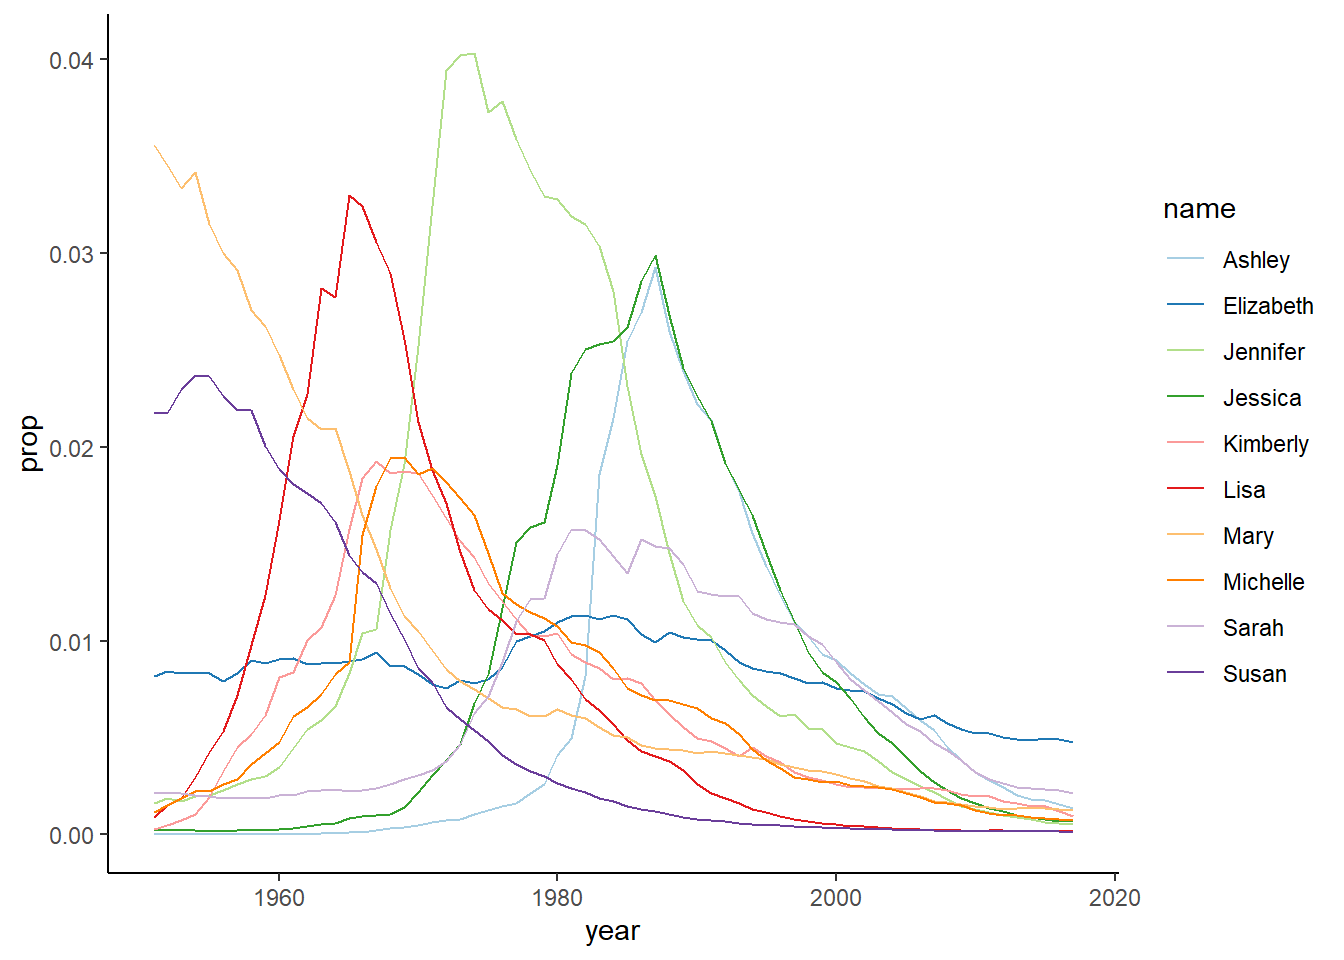 0.04
0.03
0.02
0.01
0.00
prop
1960
1980
2000
2020
year
name
Ashley
Elizabeth
Jennifer
Jessica
Kimberly
Lisa
Mary
Michelle
Sarah
Susan